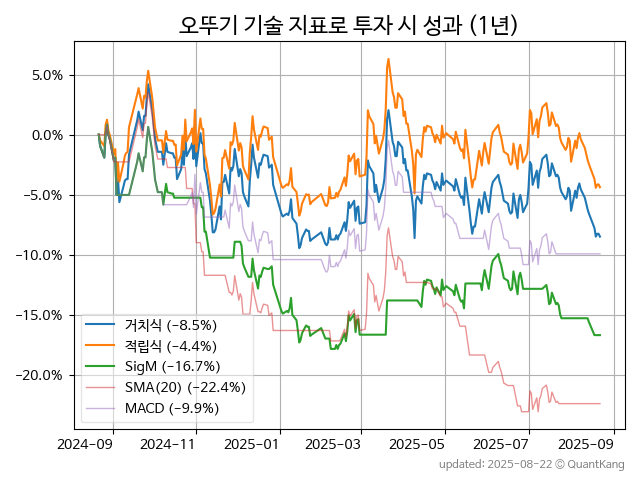 오뚜기 기술 지표로 투자 시 성과 (1년)
5.0%
0.0%
−5.0%
−10.0%
−15.0%
−20.0%
거치식 (−8.5%)
적립식 (−4.4%)
SigM (−16.7%)
SMA(20) (−22.4%)
MACD (−9.9%)
2024-09 2024-11 2025-01 2025-03 2025-05 2025-07 2025-09
updated: 2025-08-22 © QuantKang